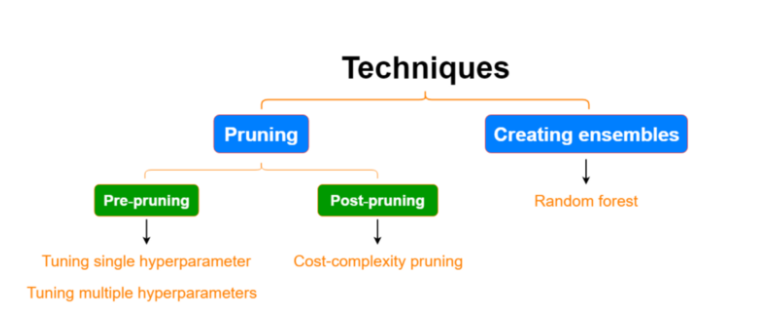 Techniques
Pruning
Creating ensembles
Pre-pruning
Post-pruning
Random forest
Tuning single hyperparameter
Cost-complexity pruning
Tuning multiple hyperparameters